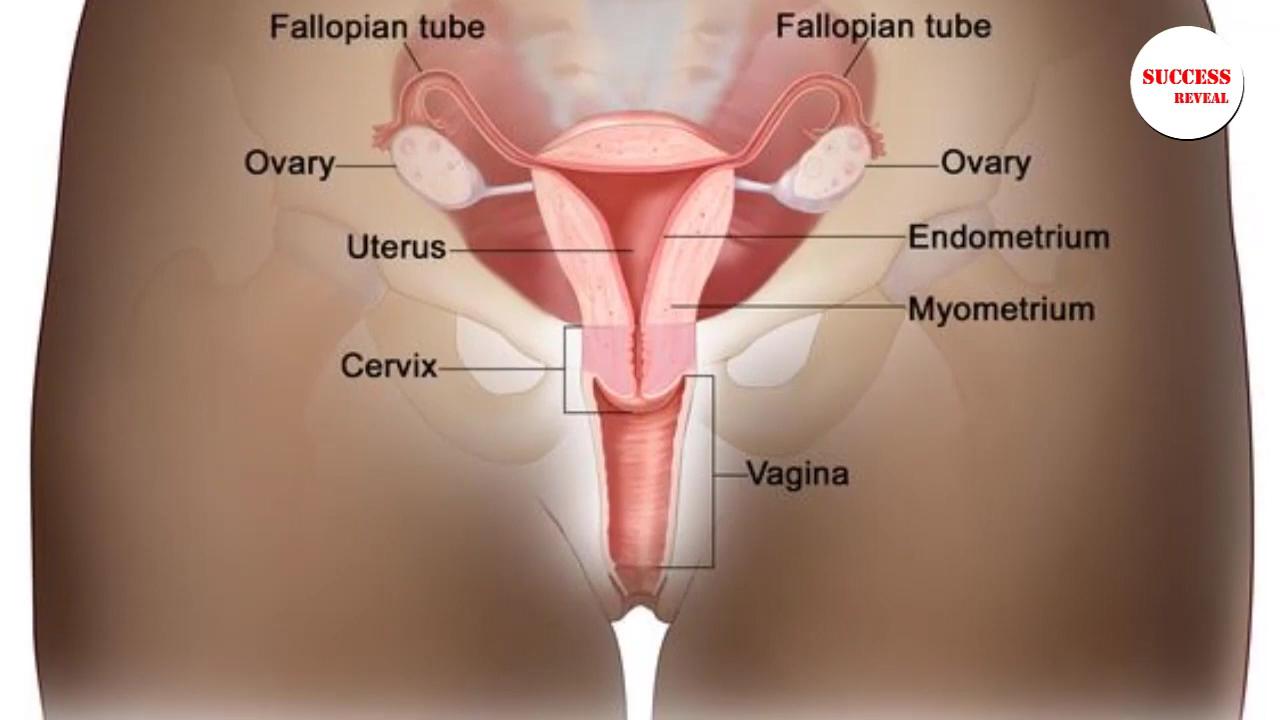 Fallopian tube
Fallopian tube
SUCCESS
REVEAL
Ovary
Ovary
Uterus
Endometrium
Myometrium
Cervix
Vagina